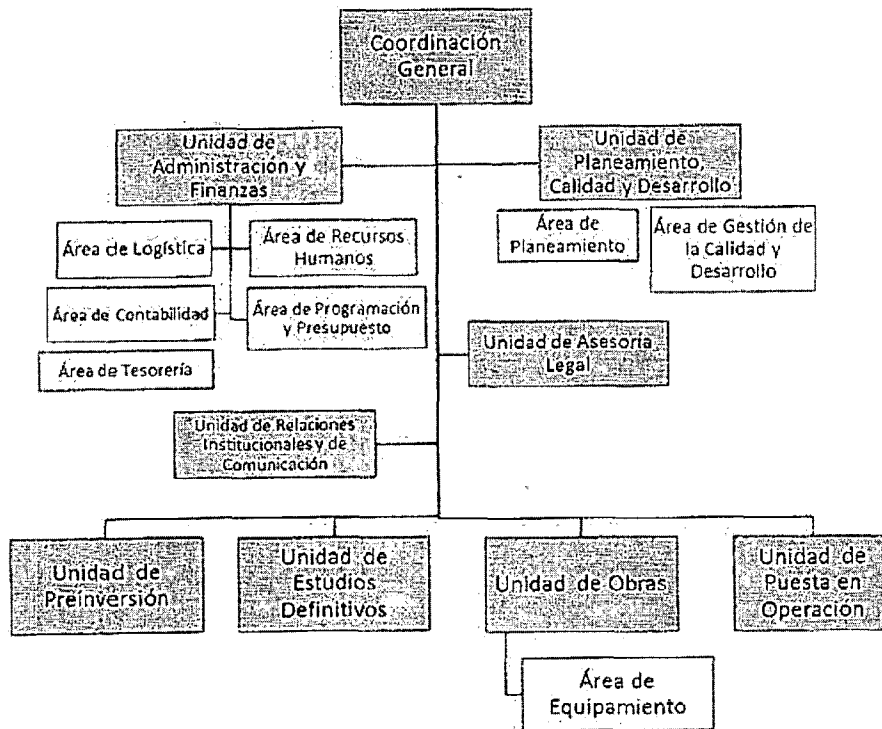 Coordinación
General
Unidad de
Administración y
Finanzas
Unidad de
Planeamiento,
Calidad y Desarrollo
Área de Logística
Área de Recursos
Humanos
Área de
Planeamiento
Área de Gestión de
la Calidad y
Desarrollo
Área de Contabilidad
Área de Programación
y Presupuesto
Área de Tesorería
Unidad de Asesoría
Legal
Unidad de Relaciones
Institucionales y de
Comunicación
Unidad de
Preinversión
Unidad de
Estudios
Definitivos
Unidad de Obras
Unidad de
Puesta en
Operación
Área de
Equipamiento